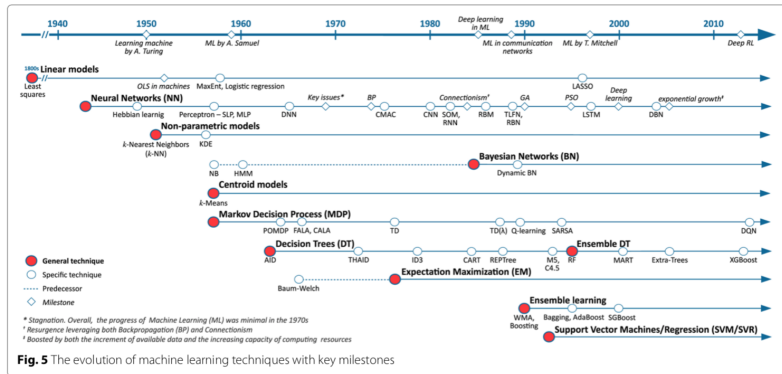 1940 1950 1960 1970 1980 1990 2000 2010
Learning machine
by A. Turing
ML by A. Samuel
Deep learning
in ML
ML in communication
networks
ML by T. Mitchell
Deep RL
1800s
Linear models
Least
squares
OLS in machines
MaxEnt, Logistic regression
LASSO
Neural Networks (NN)
Hebbian learnig
Perceptron – SLP, MLP
DNN
Key issues*
BP
CMAC
CNN
SOM,
RNN
Connectionism†
RBM
TLFN,
RBN
GA
PSO
LSTM
Deep
learning
DBN
exponential growth‡
Non-parametric models
k-Nearest Neighbors
(k-NN)
KDE
Bayesian Networks (BN)
NB
HMM
Dynamic BN
Centroid models
k-Means
Markov Decision Process (MDP)
POMDP
FALA, CALA
TD
TD(λ)
Q-learning
SARSA
DQN
Decision Trees (DT)
AID
THAID
ID3
CART
REPTree
M5,
C4.5
Ensemble DT
RF
MART
Extra-Trees
XGBoost
Expectation Maximization (EM)
Baum-Welch
Ensemble learning
WMA,
Boosting
Bagging, AdaBoost
SGBoost
Support Vector Machines/Regression (SVM/SVR)
General technique
Specific technique
Predecessor
Milestone
* Stagnation. Overall, the progress of Machine Learning (ML) was minimal in the 1970s
† Resurgence leveraging both Backpropagation (BP) and Connectionism
‡ Boosted by both the increment of available data and the increasing capacity of computing resources
Fig. 5 The evolution of machine learning techniques with key milestones